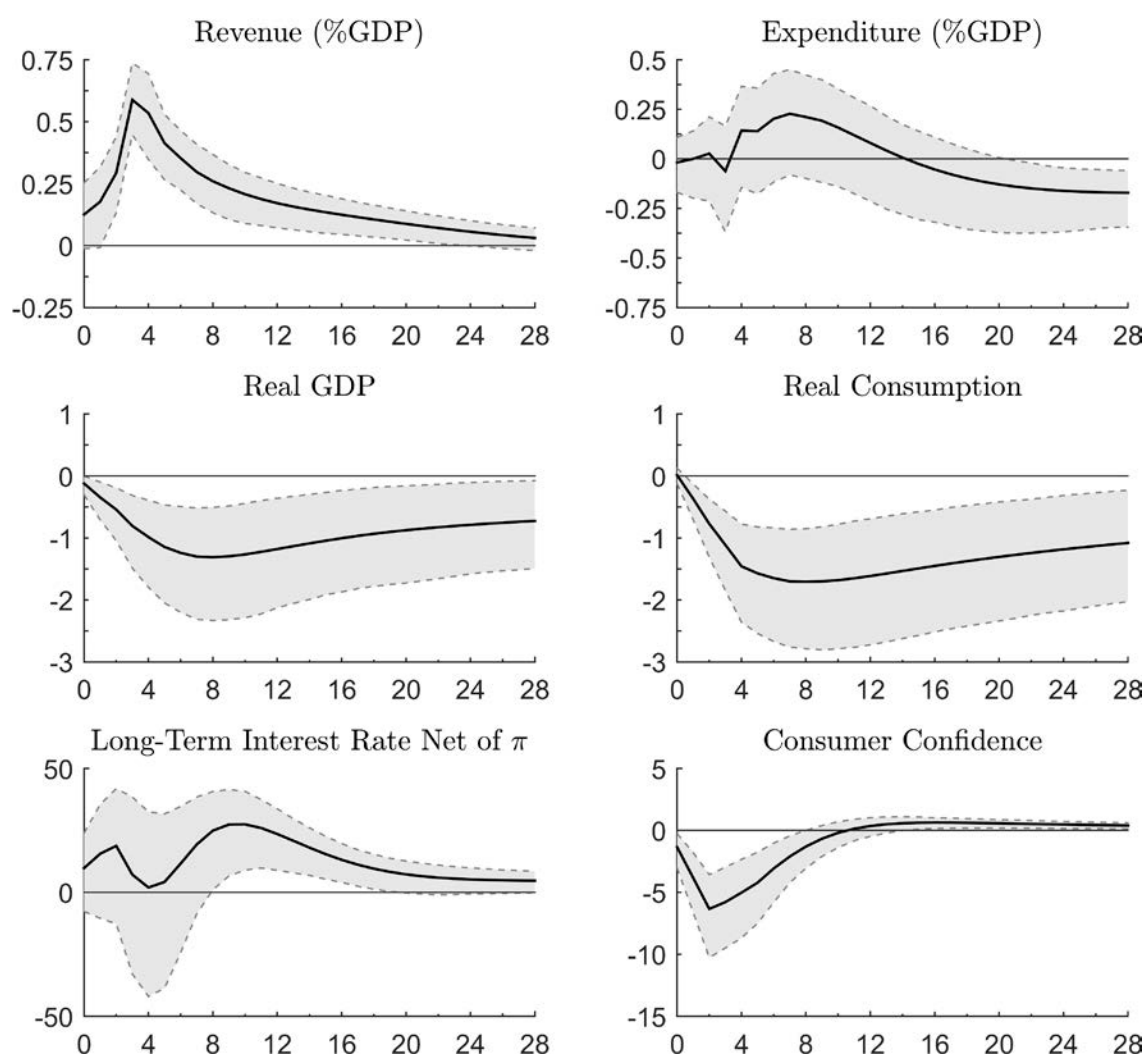 Revenue (%GDP)
0.75
0.5
0.25
0
-0.25
0 4 8 12 16 20 24 28
Expenditure (%GDP)
0.5
0.25
0
-0.25
-0.5
-0.75
0 4 8 12 16 20 24 28
Real GDP
1
0
-1
-2
-3
0 4 8 12 16 20 24 28
Real Consumption
1
0
-1
-2
-3
0 4 8 12 16 20 24 28
Long-Term Interest Rate Net of π
50
0
-50
0 4 8 12 16 20 24 28
Consumer Confidence
5
0
-5
-10
-15
0 4 8 12 16 20 24 28